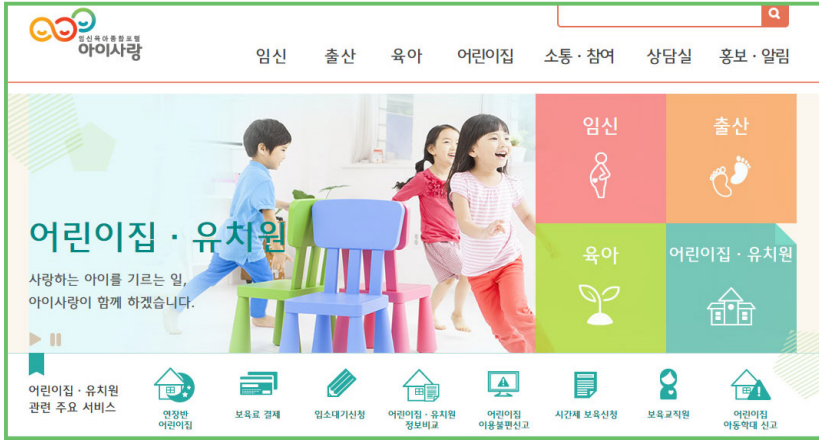 임신육아종합포털
아이사랑
임신 출산 육아 어린이집 소통·참여 상담실 홍보·알림
임신 출산
어린이집·유치원
사랑하는 아이를 기르는 일,
아이사랑이 함께 하겠습니다.
육아 어린이집·유치원
어린이집·유치원
관련 주요 서비스
연장반
어린이집
보육료 결제
입소대기신청
어린이집·유치원
정보비교
어린이집
이용불편신고
시간제 보육신청
보육교직원
어린이집
아동학대 신고